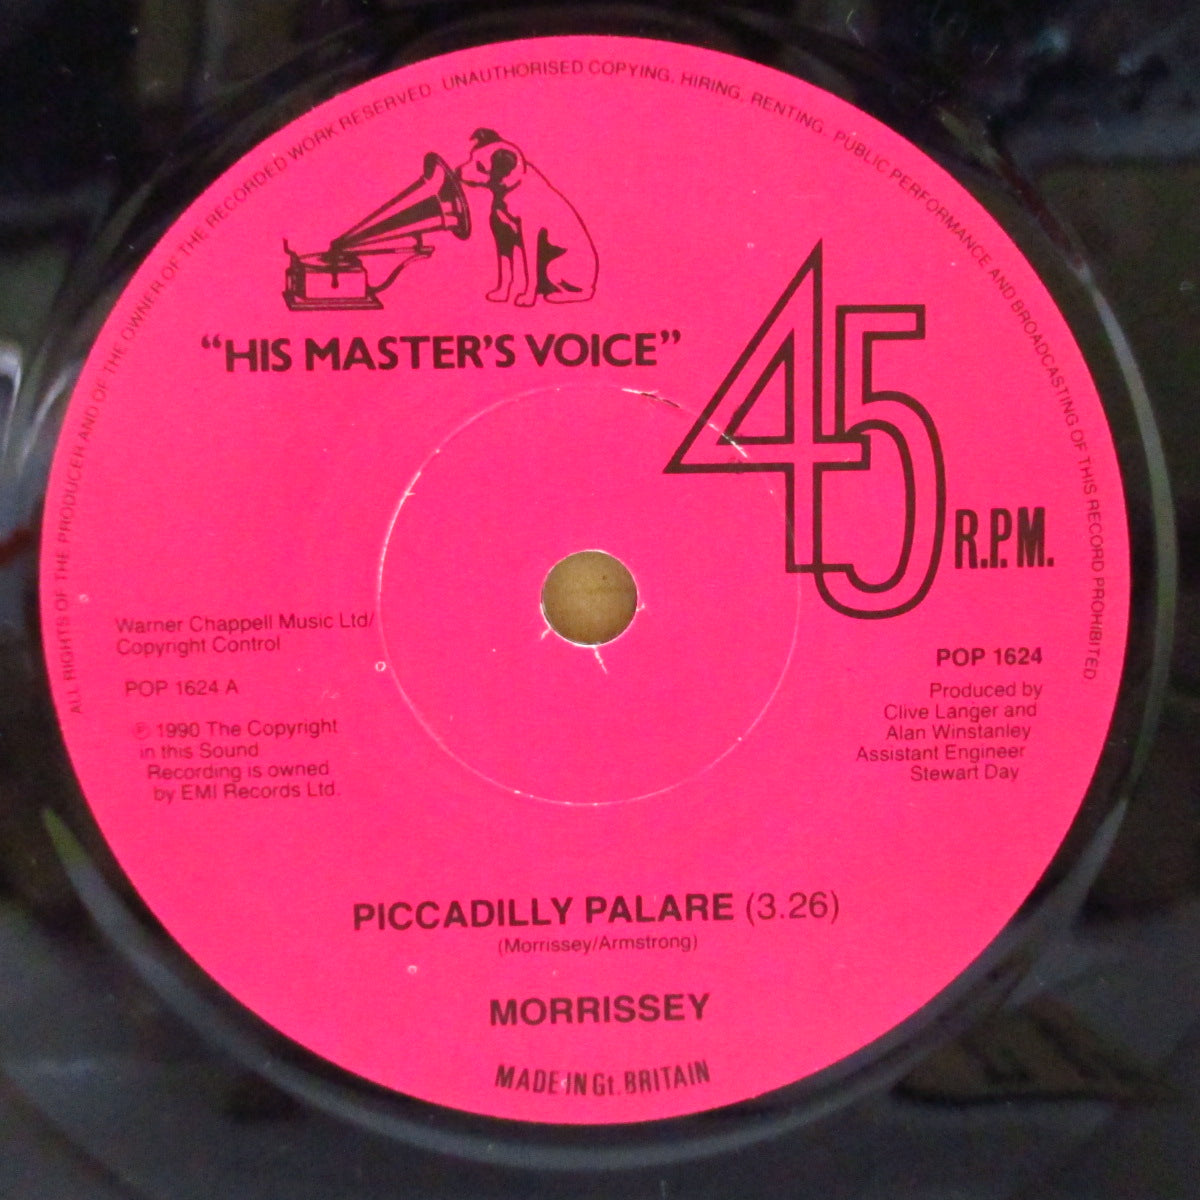 ALL RIGHTS OF THE PRODUCER AND OF THE OWNER OF THE RECORDED WORK RESERVED. UNAUTHORISED COPYING, HIRING, RENTING, PUBLIC PERFORMANCE AND BROADCASTING OF THIS RECORD PROHIBITED.
“HIS MASTER'S VOICE”
45 R.P.M.
Warner Chappell Music Ltd/
Copyright Control
POP 1624 A
℗ 1990 The Copyright
in this Sound
Recording is owned
by EMI Records Ltd.
POP 1624
Produced by
Clive Langer and
Alan Winstanley
Assistant Engineer
Stewart Day
PICCADILLY PALARE (3.26)
(Morrissey/Armstrong)
MORRISSEY
MADE IN Gt. BRITAIN